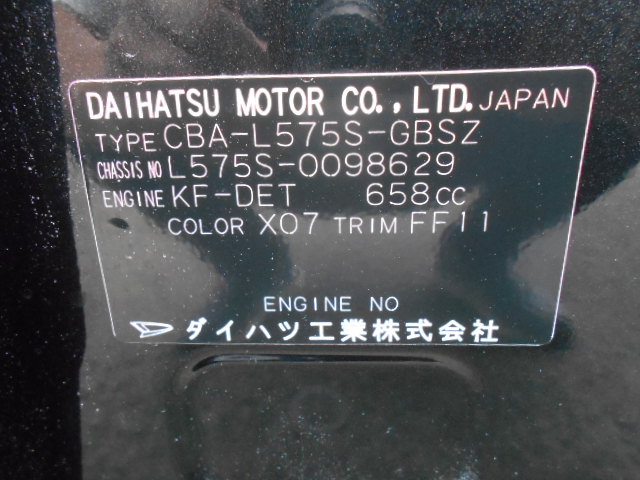 DAIHATSU MOTOR CO., LTD. JAPAN
TYPE CBA-L575S-GBSZ
CHASSIS NO L575S-0098629
ENGINE KF-DET 658cc
COLOR X07 TRIM FF11
ENGINE NO
ダイハツ工業株式会社